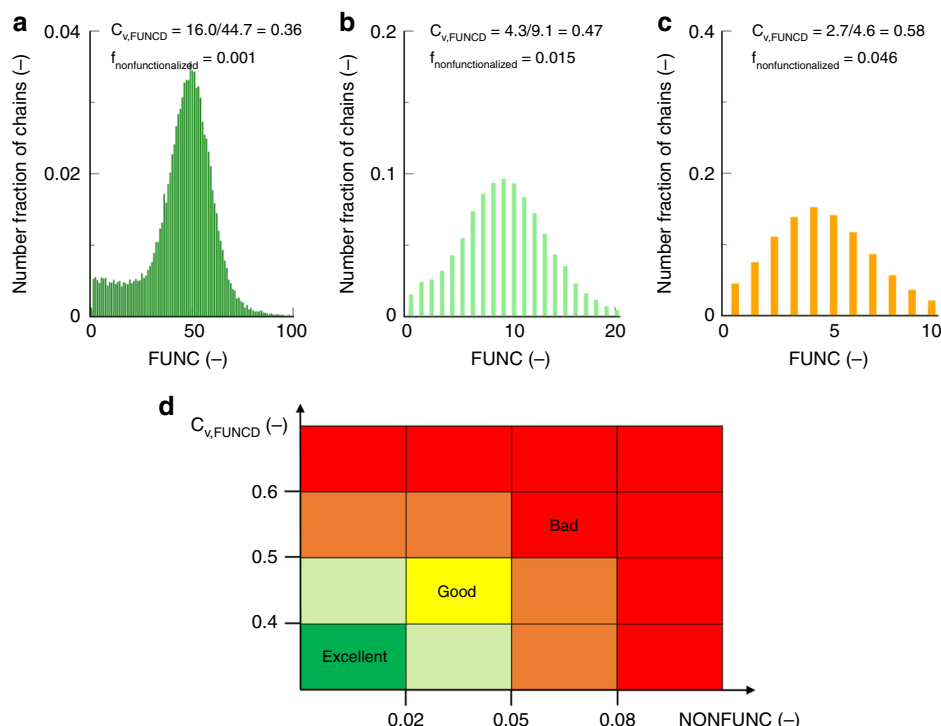 a
C_v,FUNCD = 16.0/44.7 = 0.36
f_nonfunctionalized = 0.001
Number fraction of chains (–)
0.04
0.02
0
0
50
100
FUNC (–)
b
C_v,FUNCD = 4.3/9.1 = 0.47
f_nonfunctionalized = 0.015
Number fraction of chains (–)
0.2
0.1
0
0
10
20
FUNC (–)
c
C_v,FUNCD = 2.7/4.6 = 0.58
f_nonfunctionalized = 0.046
Number fraction of chains (–)
0.4
0.2
0
0
5
10
FUNC (–)
d
C_v,FUNCD (–)
0.6
0.5
0.4
Bad
Good
Excellent
0.02
0.05
0.08
NONFUNC (–)